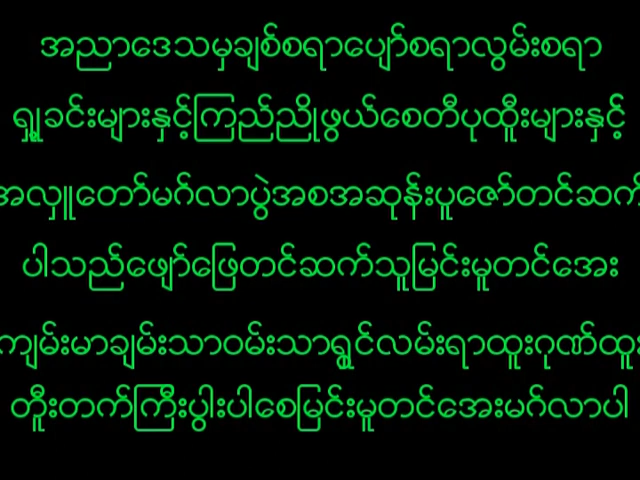 အညာဒေသမှချစ်စရာပျော်စရာလွမ်းစရာ
ရှုခင်းများနှင့်ကြည်ညိုဖွယ်စေတီပုထိုးများနှင့်
အလှူတော်မင်္ဂလာပွဲအစအဆုန်းပူဇော်တင်ဆက်
ပါသည်ဖျော်ဖြေတင်ဆက်သူမြင်းမူတင်အေး
ကျမ်းမာချမ်းသာဝမ်းသာရွှင်လမ်းရာထူးဂုဏ်ထူး
တိုးတက်ကြီးပွါးပါစေမြင်းမူတင်အေးမင်္ဂလာပါ